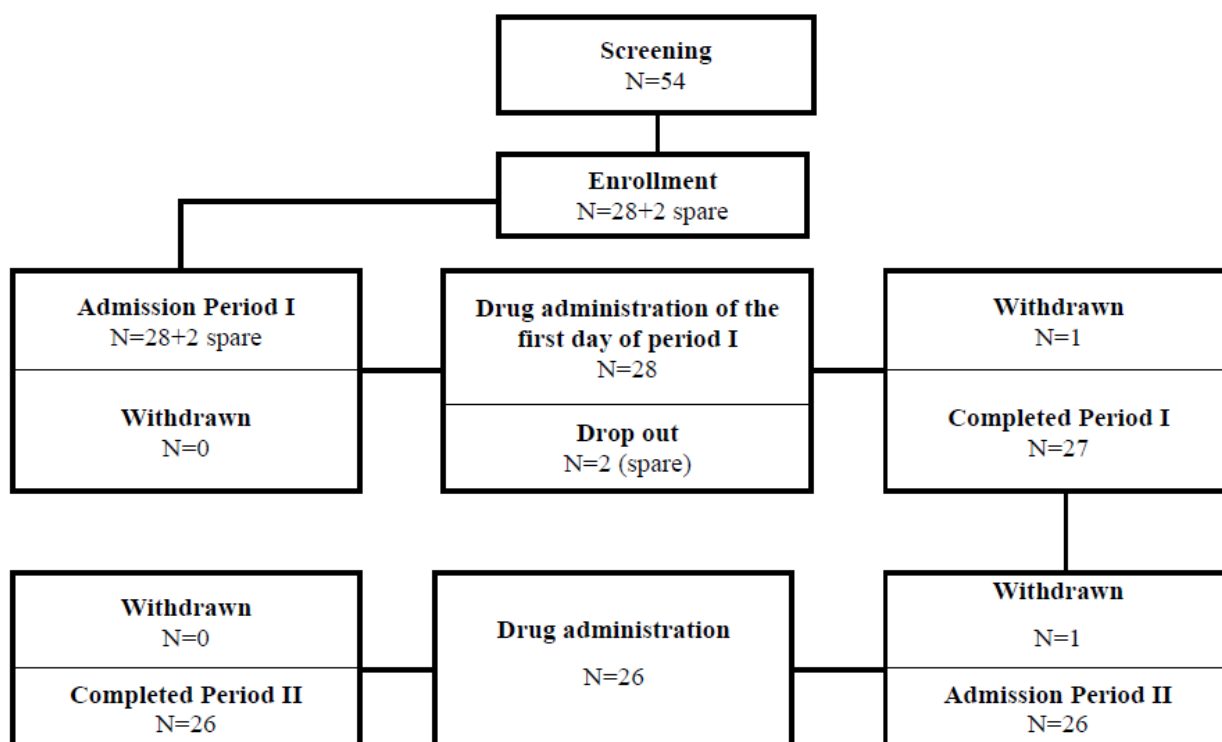 Screening
N=54
Enrollment
N=28+2 spare
Admission Period I
N=28+2 spare
Withdrawn
N=0
Drug administration of the
first day of period I
N=28
Drop out
N=2 (spare)
Withdrawn
N=1
Completed Period I
N=27
Withdrawn
N=0
Completed Period II
N=26
Drug administration
N=26
Withdrawn
N=1
Admission Period II
N=26